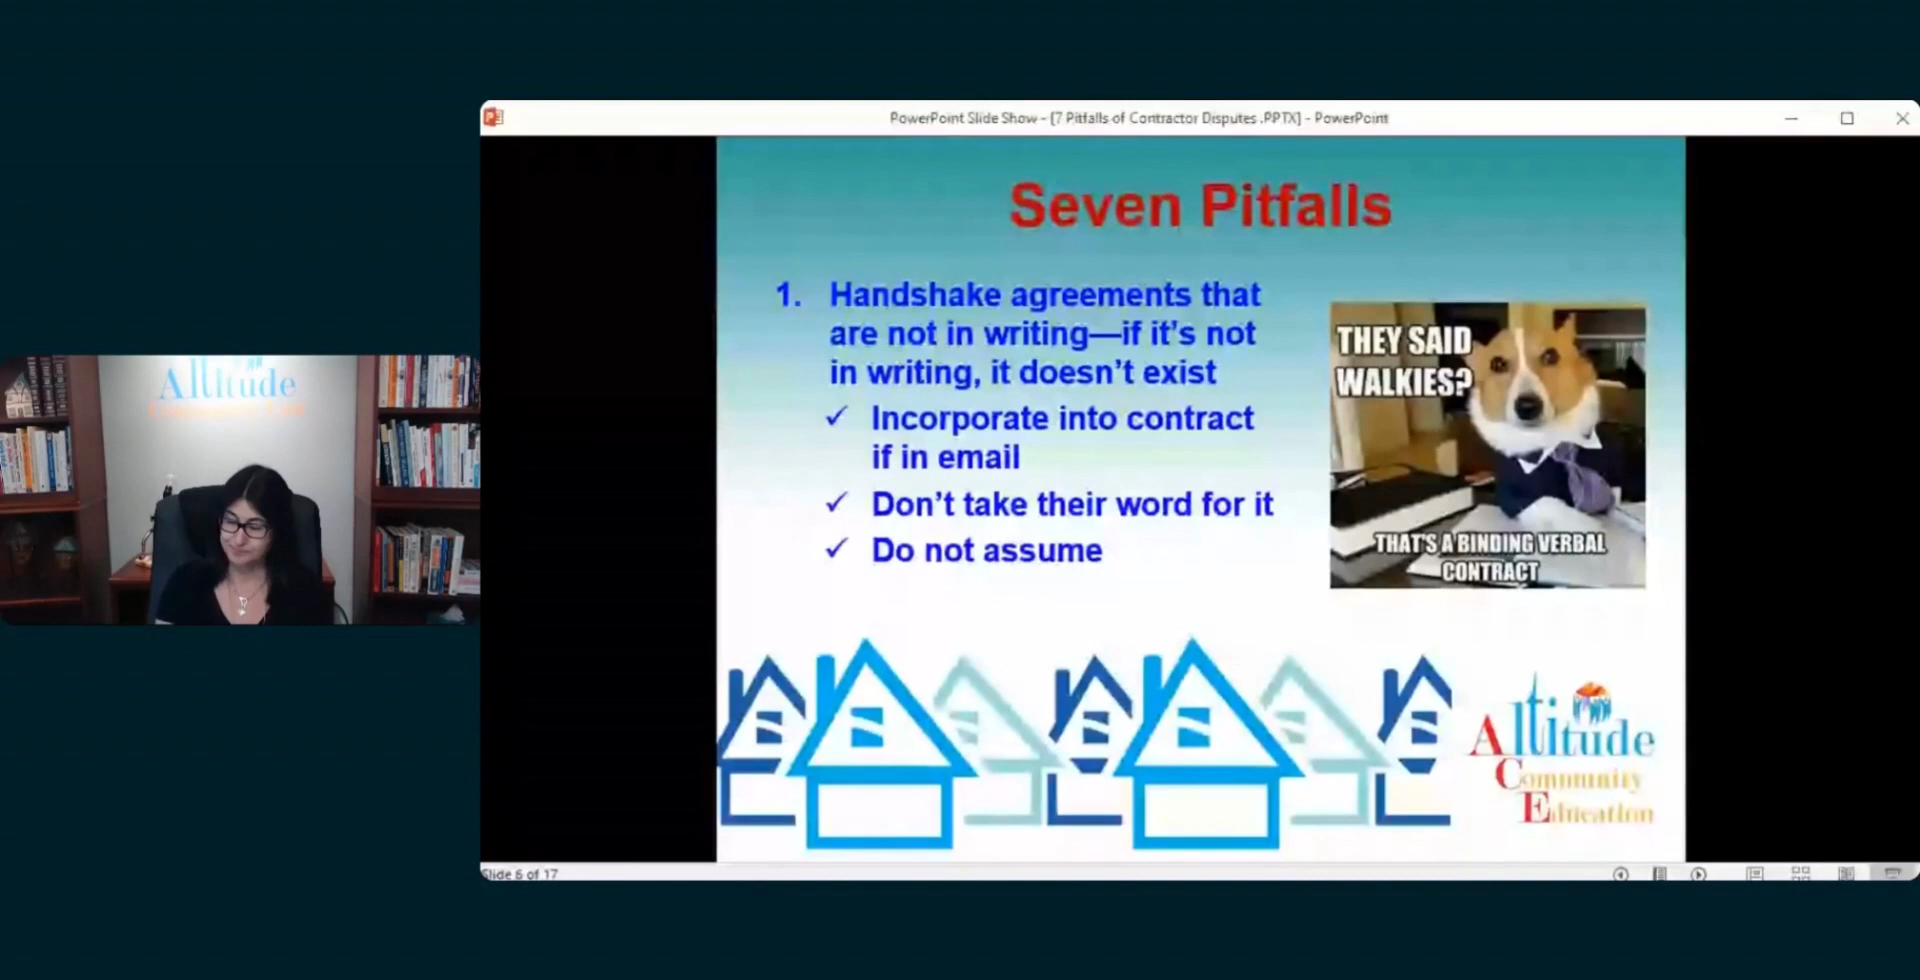 PowerPoint Slide Show - [7 Pitfalls of Contractor Disputes .PPTX] - PowerPoint
Seven Pitfalls
1. Handshake agreements that
are not in writing—if it's not
in writing, it doesn't exist
✓ Incorporate into contract
if in email
✓ Don't take their word for it
✓ Do not assume
THEY SAID
WALKIES?
THAT'S A BINDING VERBAL
CONTRACT
Altitude
Community
Education
Altitude
Slide 6 of 17